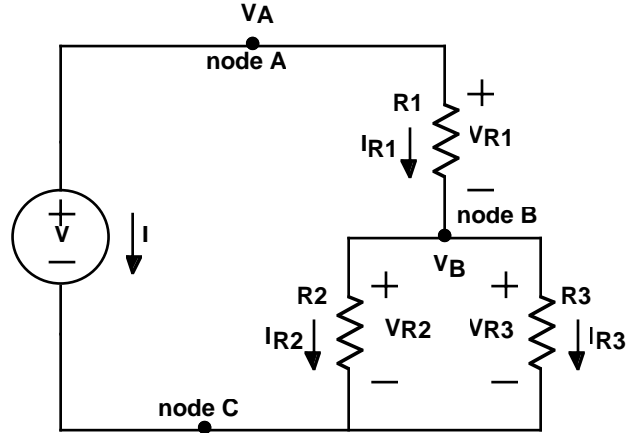 VA
node A
R1
+
IR1
VR1
−
node B
+
V
−
I
VB
R2
+
+
R3
IR2
VR2
VR3
IR3
−
−
node C